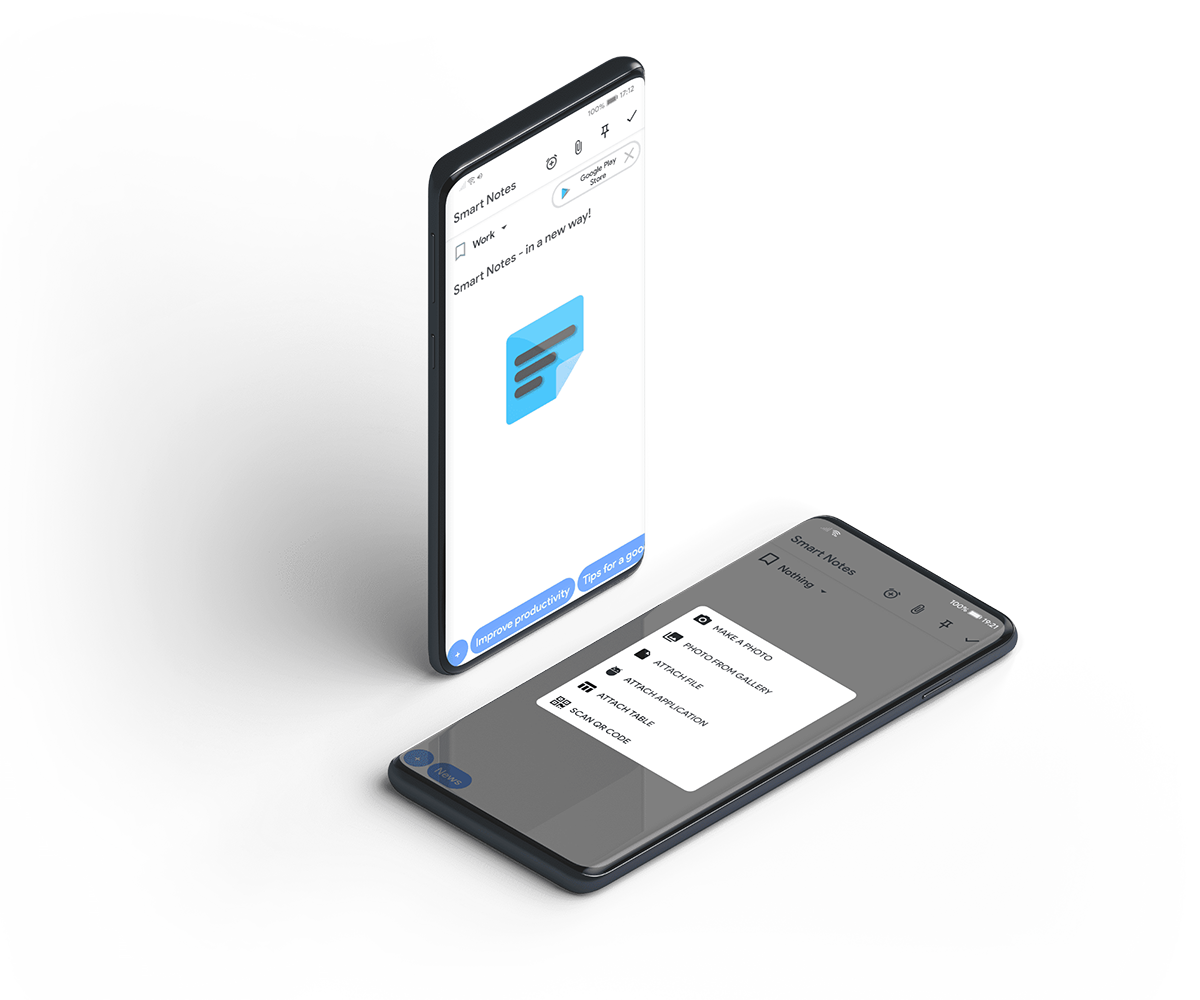 100% 17:12
Smart Notes
Google Play
Store
Work
Smart Notes - in a new way!
+ Improve productivity Tips for a goo
Smart Notes
100% 19:21
Nothing
MAKE A PHOTO
PHOTO FROM GALLERY
ATTACH FILE
ATTACH APPLICATION
ATTACH TABLE
SCAN QR CODE
+ News